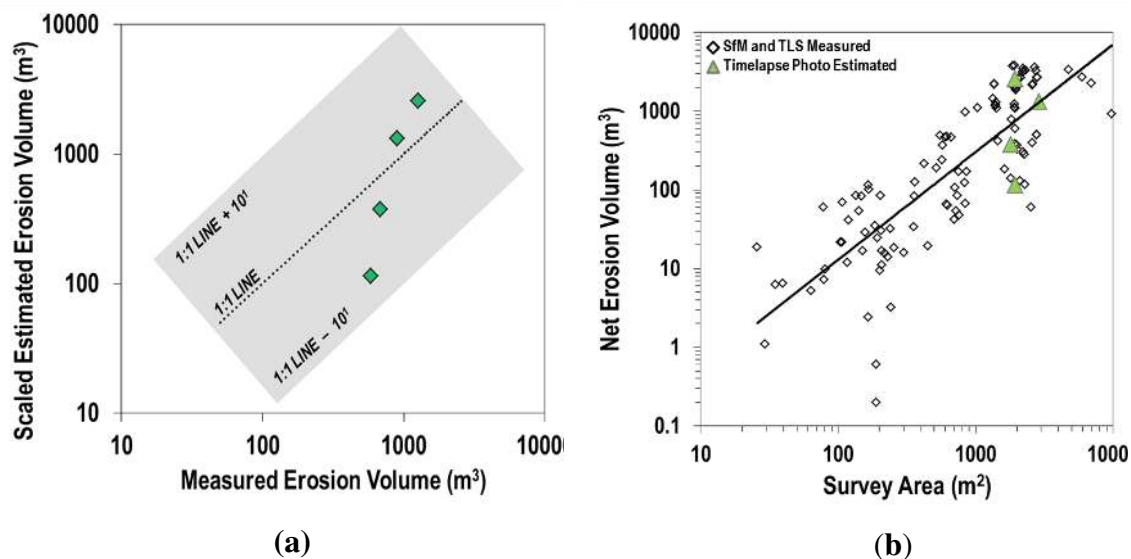 10000
1000
100
10
Scaled Estimated Erosion Volume (m³)
1:1 LINE + 10¹
1:1 LINE
1:1 LINE – 10¹
10 100 1000 1000(
Measured Erosion Volume (m³)
(a)
SfM and TLS Measured
Timelapse Photo Estimated
10000
1000
100
10
1
0.1
Net Erosion Volume (m³)
10 100 1000 1000
Survey Area (m²)
(b)